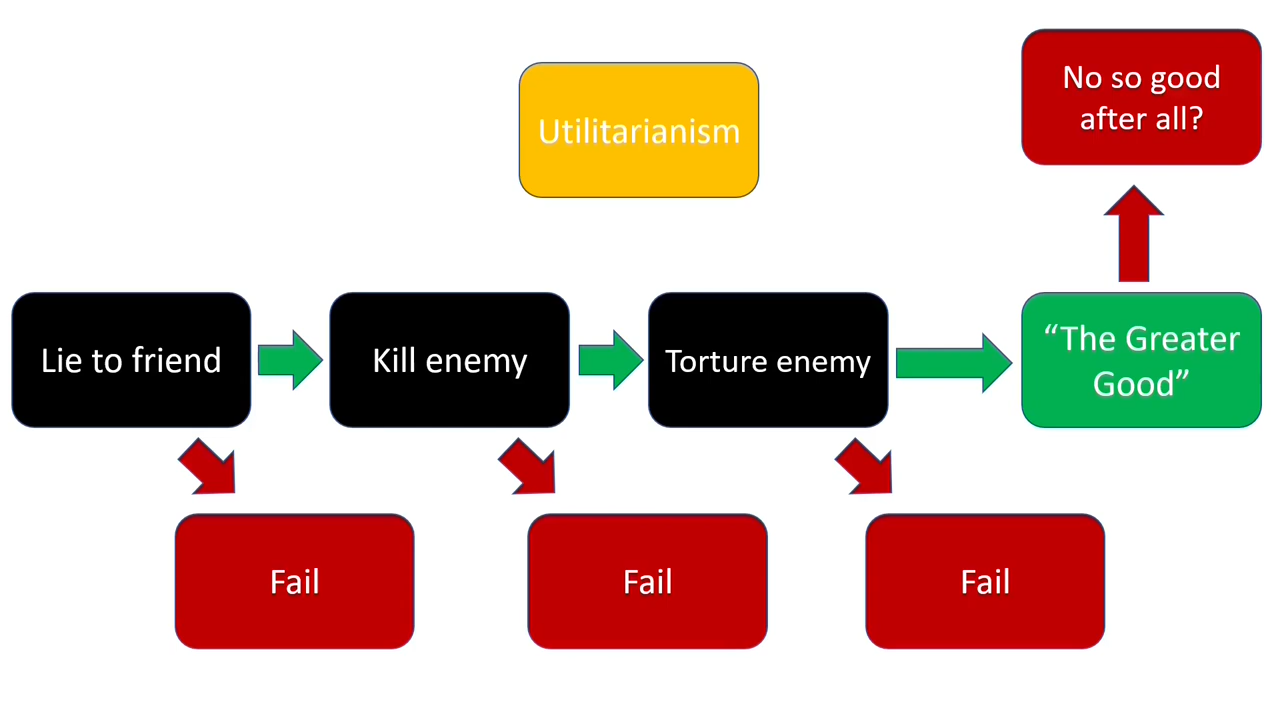 Utilitarianism
No so good
after all?
Lie to friend
Kill enemy
Torture enemy
“The Greater
Good”
Fail
Fail
Fail